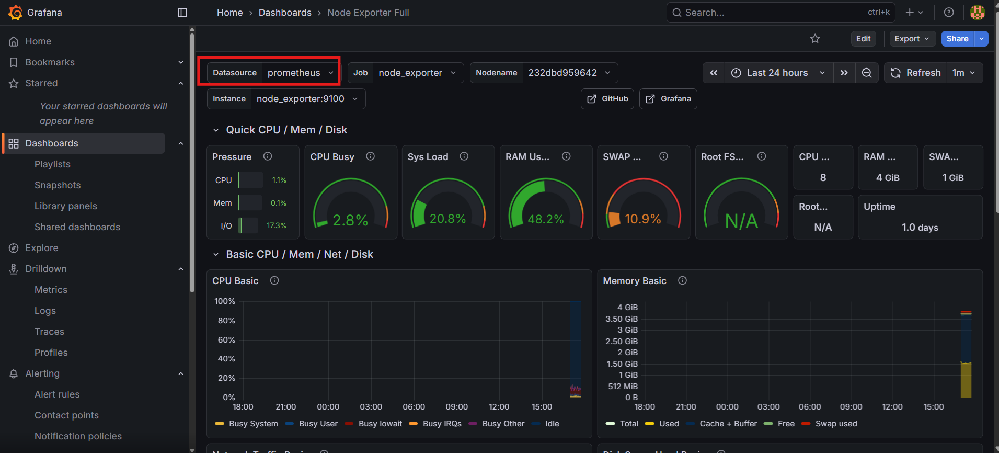 Grafana
Home › Dashboards › Node Exporter Full
Search...
ctrl+k
Home
Bookmarks
Starred
Your starred dashboards will
appear here
Dashboards
Playlists
Snapshots
Library panels
Shared dashboards
Explore
Drilldown
Metrics
Logs
Traces
Profiles
Alerting
Alert rules
Contact points
Notification policies
Edit
Export
Share
Datasource prometheus
Job node_exporter
Nodename 232dbd959642
Last 24 hours
Refresh 1m
Instance node_exporter:9100
GitHub
Grafana
Quick CPU / Mem / Disk
Pressure
CPU 1.1%
Mem 0.1%
I/O 17.3%
CPU Busy
2.8%
Sys Load
20.8%
RAM Us...
48.2%
SWAP ...
10.9%
Root FS...
N/A
CPU ...
8
RAM ...
4 GiB
SWA...
1 GiB
Root...
N/A
Uptime
1.0 days
Basic CPU / Mem / Net / Disk
CPU Basic
100%
80%
60%
40%
20%
0%
18:00 21:00 00:00 03:00 06:00 09:00 12:00 15:00
Busy System Busy User Busy Iowait Busy IRQs Busy Other Idle
Memory Basic
4 GiB
3.50 GiB
3 GiB
2.50 GiB
2 GiB
1.50 GiB
1 GiB
512 MiB
0 B
18:00 21:00 00:00 03:00 06:00 09:00 12:00 15:00
Total Used Cache + Buffer Free Swap used